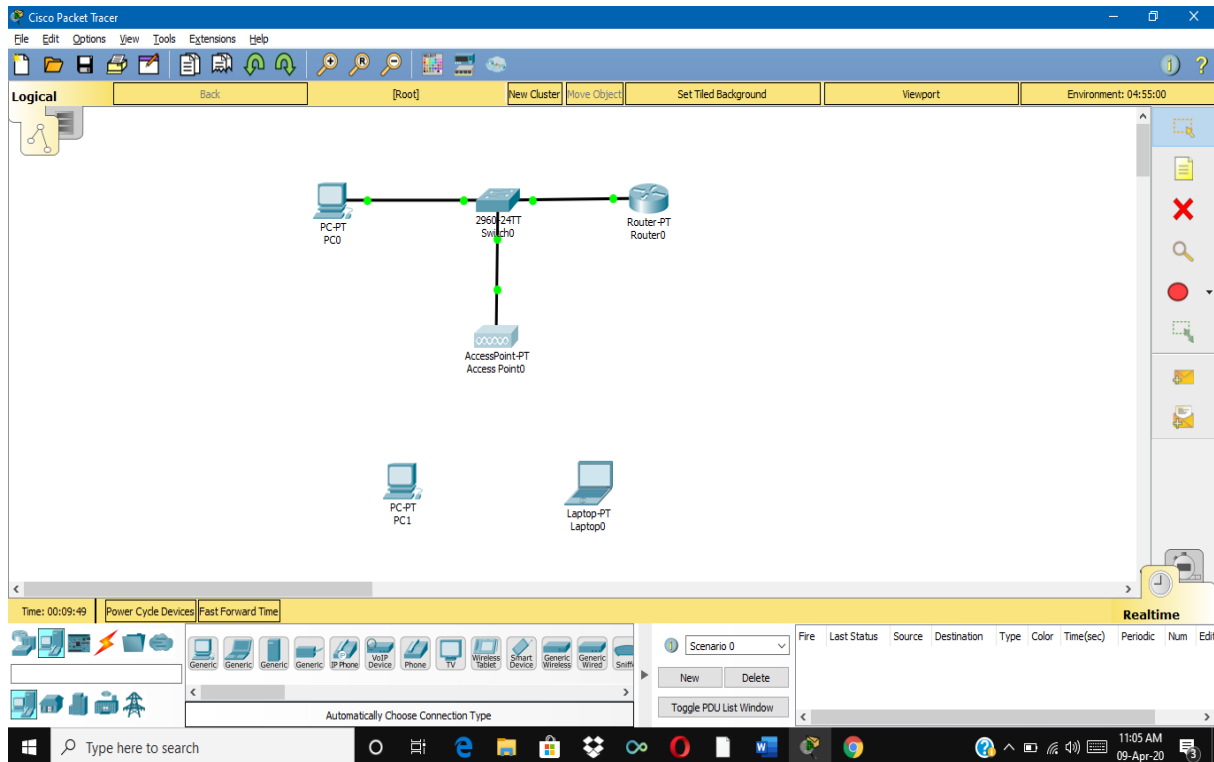 Cisco Packet Tracer
File Edit Options View Tools Extensions Help
Logical Back [Root] New Cluster Move Object Set Tiled Background Viewport Environment: 04:55:00
PC-PT
PC0
2960-24TT
Switch0
Router-PT
Router0
AccessPoint-PT
Access Point0
PC-PT
PC1
Laptop-PT
Laptop0
Time: 00:09:49 Power Cycle Devices Fast Forward Time Realtime
Generic Generic Generic Generic IP Phone VoIP Device Phone TV Wireless Tablet Smart Device Generic Wireless Generic Wired Sniff
Automatically Choose Connection Type
Scenario 0
New Delete
Toggle PDU List Window
Fire Last Status Source Destination Type Color Time(sec) Periodic Num Edit
Type here to search
11:05 AM
09-Apr-20
3